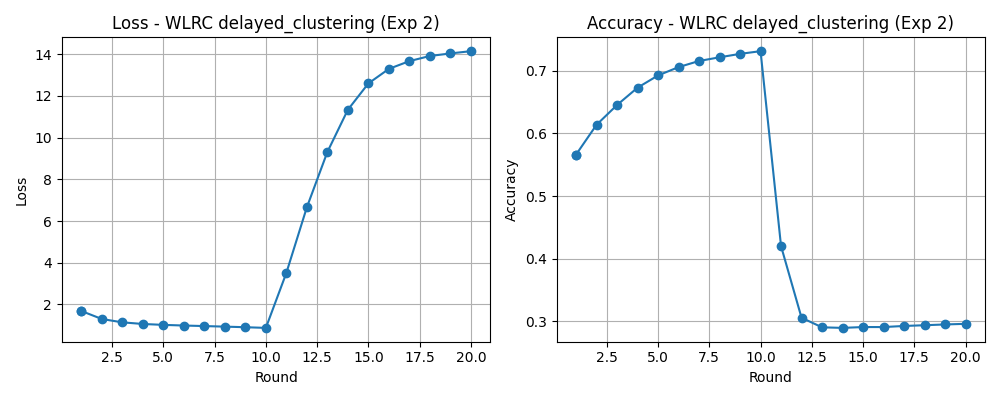 Loss - WLRC delayed_clustering (Exp 2)
Loss
14
12
10
8
6
4
2
2.5 5.0 7.5 10.0 12.5 15.0 17.5 20.0
Round
Accuracy - WLRC delayed_clustering (Exp 2)
Accuracy
0.7
0.6
0.5
0.4
0.3
2.5 5.0 7.5 10.0 12.5 15.0 17.5 20.0
Round